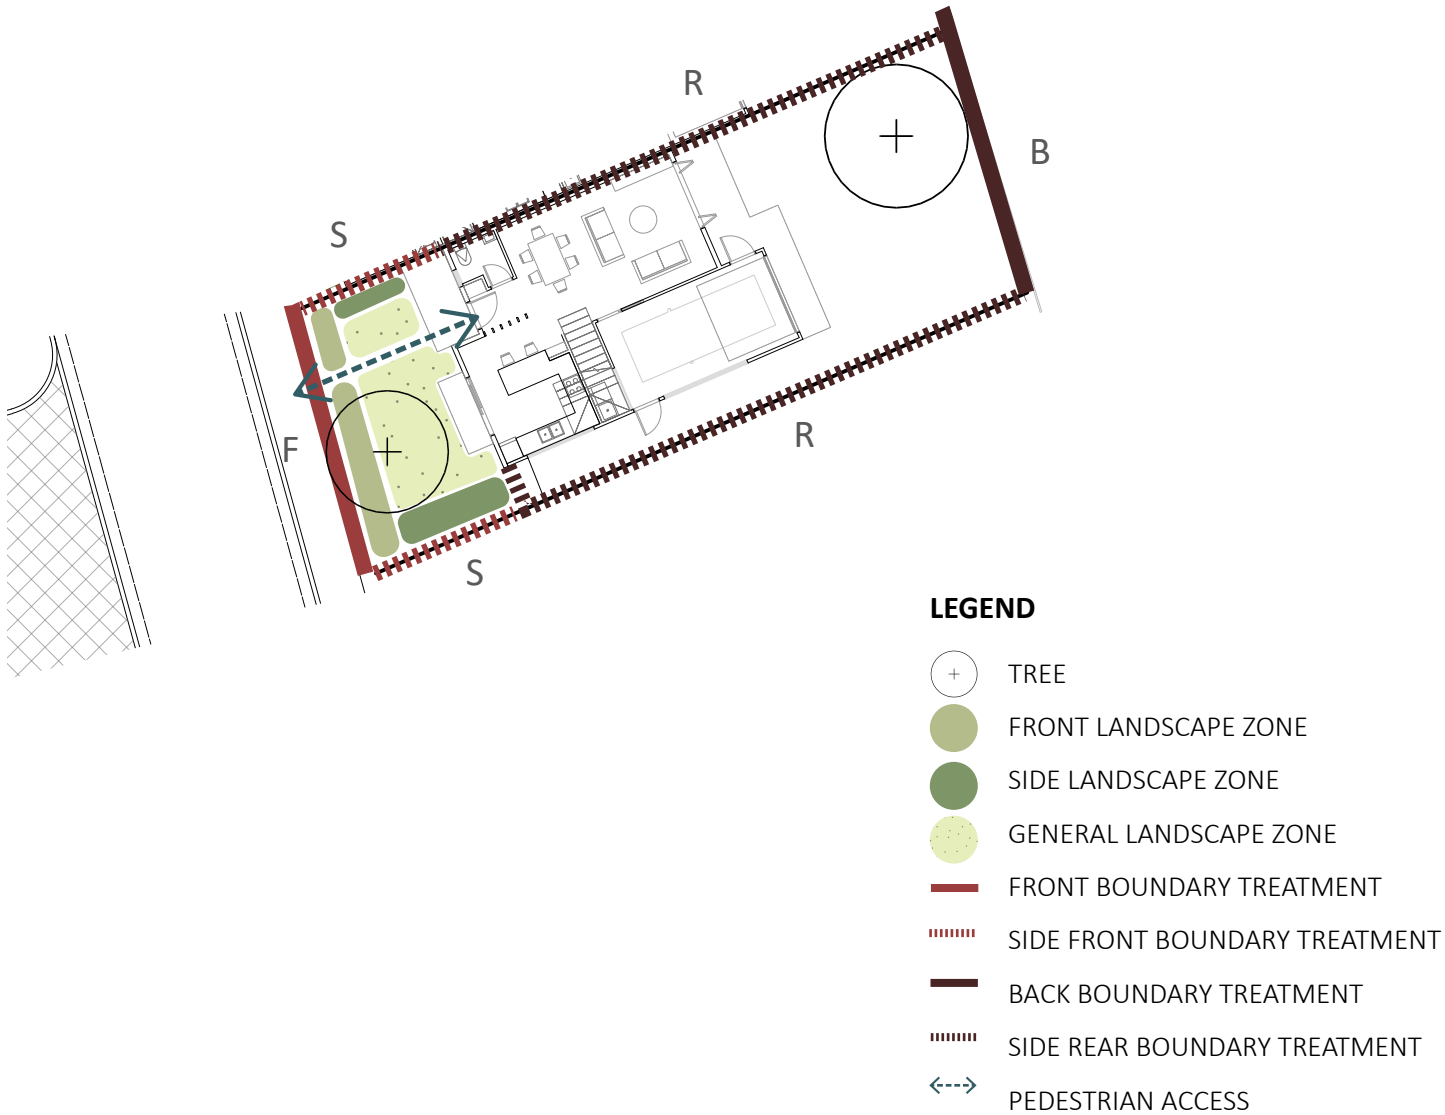 R
B
S
F
R
S
LEGEND
TREE
FRONT LANDSCAPE ZONE
SIDE LANDSCAPE ZONE
GENERAL LANDSCAPE ZONE
FRONT BOUNDARY TREATMENT
SIDE FRONT BOUNDARY TREATMENT
BACK BOUNDARY TREATMENT
SIDE REAR BOUNDARY TREATMENT
PEDESTRIAN ACCESS